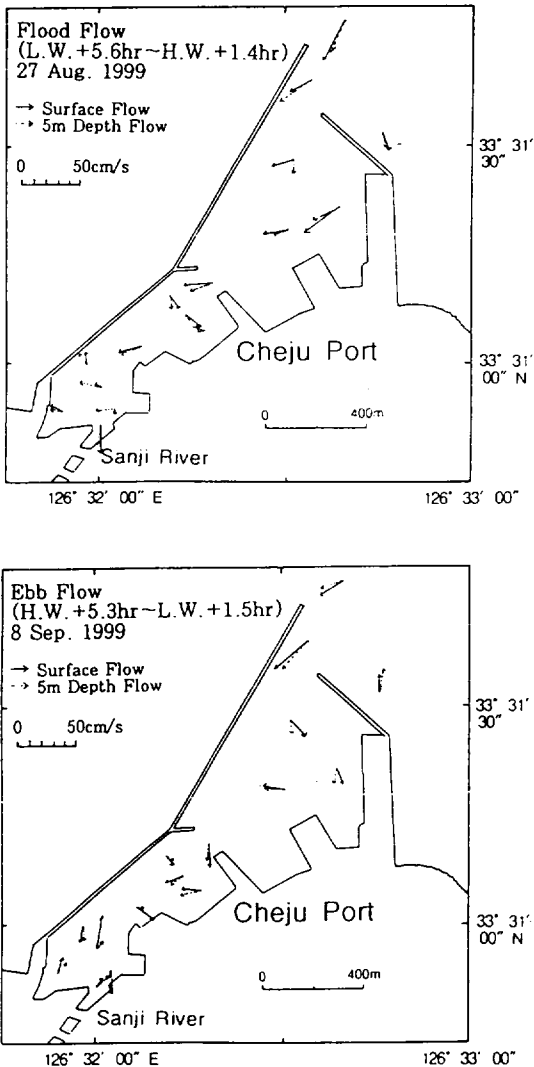 Flood Flow
(L.W.+5.6hr~H.W.+1.4hr)
27 Aug. 1999
→ Surface Flow
⇢ 5m Depth Flow
0 50cm/s
33° 31′
30″
Cheju Port
33° 31′
00″ N
0 400m
Sanji River
126° 32′ 00″ E
126° 33′ 00″
Ebb Flow
(H.W.+5.3hr~L.W.+1.5hr)
8 Sep. 1999
→ Surface Flow
⇢ 5m Depth Flow
0 50cm/s
33° 31′
30″
Cheju Port
33° 31′
00″ N
0 400m
Sanji River
126° 32′ 00″ E
126° 33′ 00″